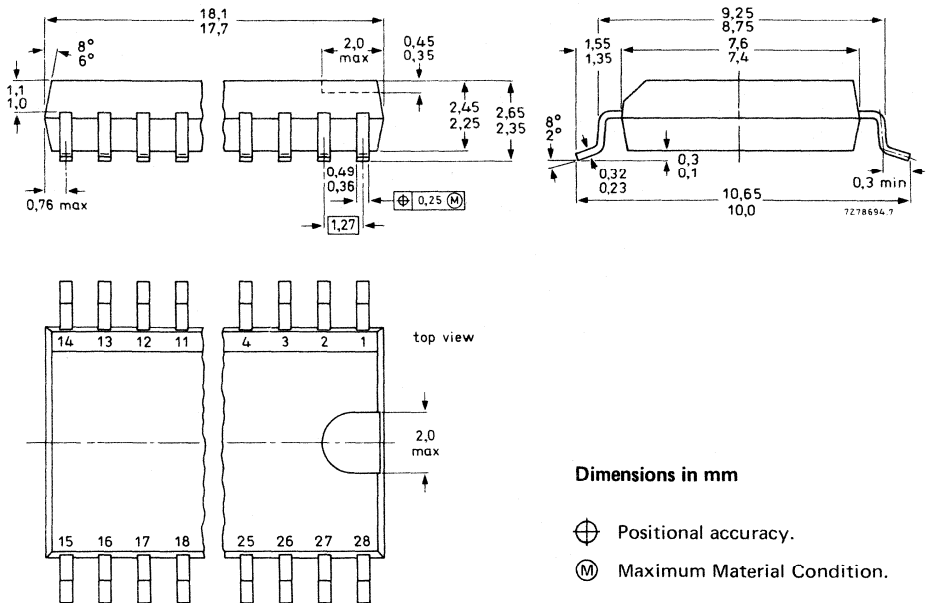 18,1
17,7
8°
6°
2,0
max
0,45
0,35
1,1
1,0
2,45
2,25
2,65
2,35
0,76 max
0,49
0,36
⌖ 0,25 Ⓜ
1,27
9,25
8,75
1,55
1,35
7,6
7,4
8°
2°
0,32
0,23
0,3
0,1
0,3 min
10,65
10,0
7Z78694.7
14 13 12 11 4 3 2 1
top view
2,0
max
15 16 17 18 25 26 27 28
Dimensions in mm
⌖ Positional accuracy.
Ⓜ Maximum Material Condition.